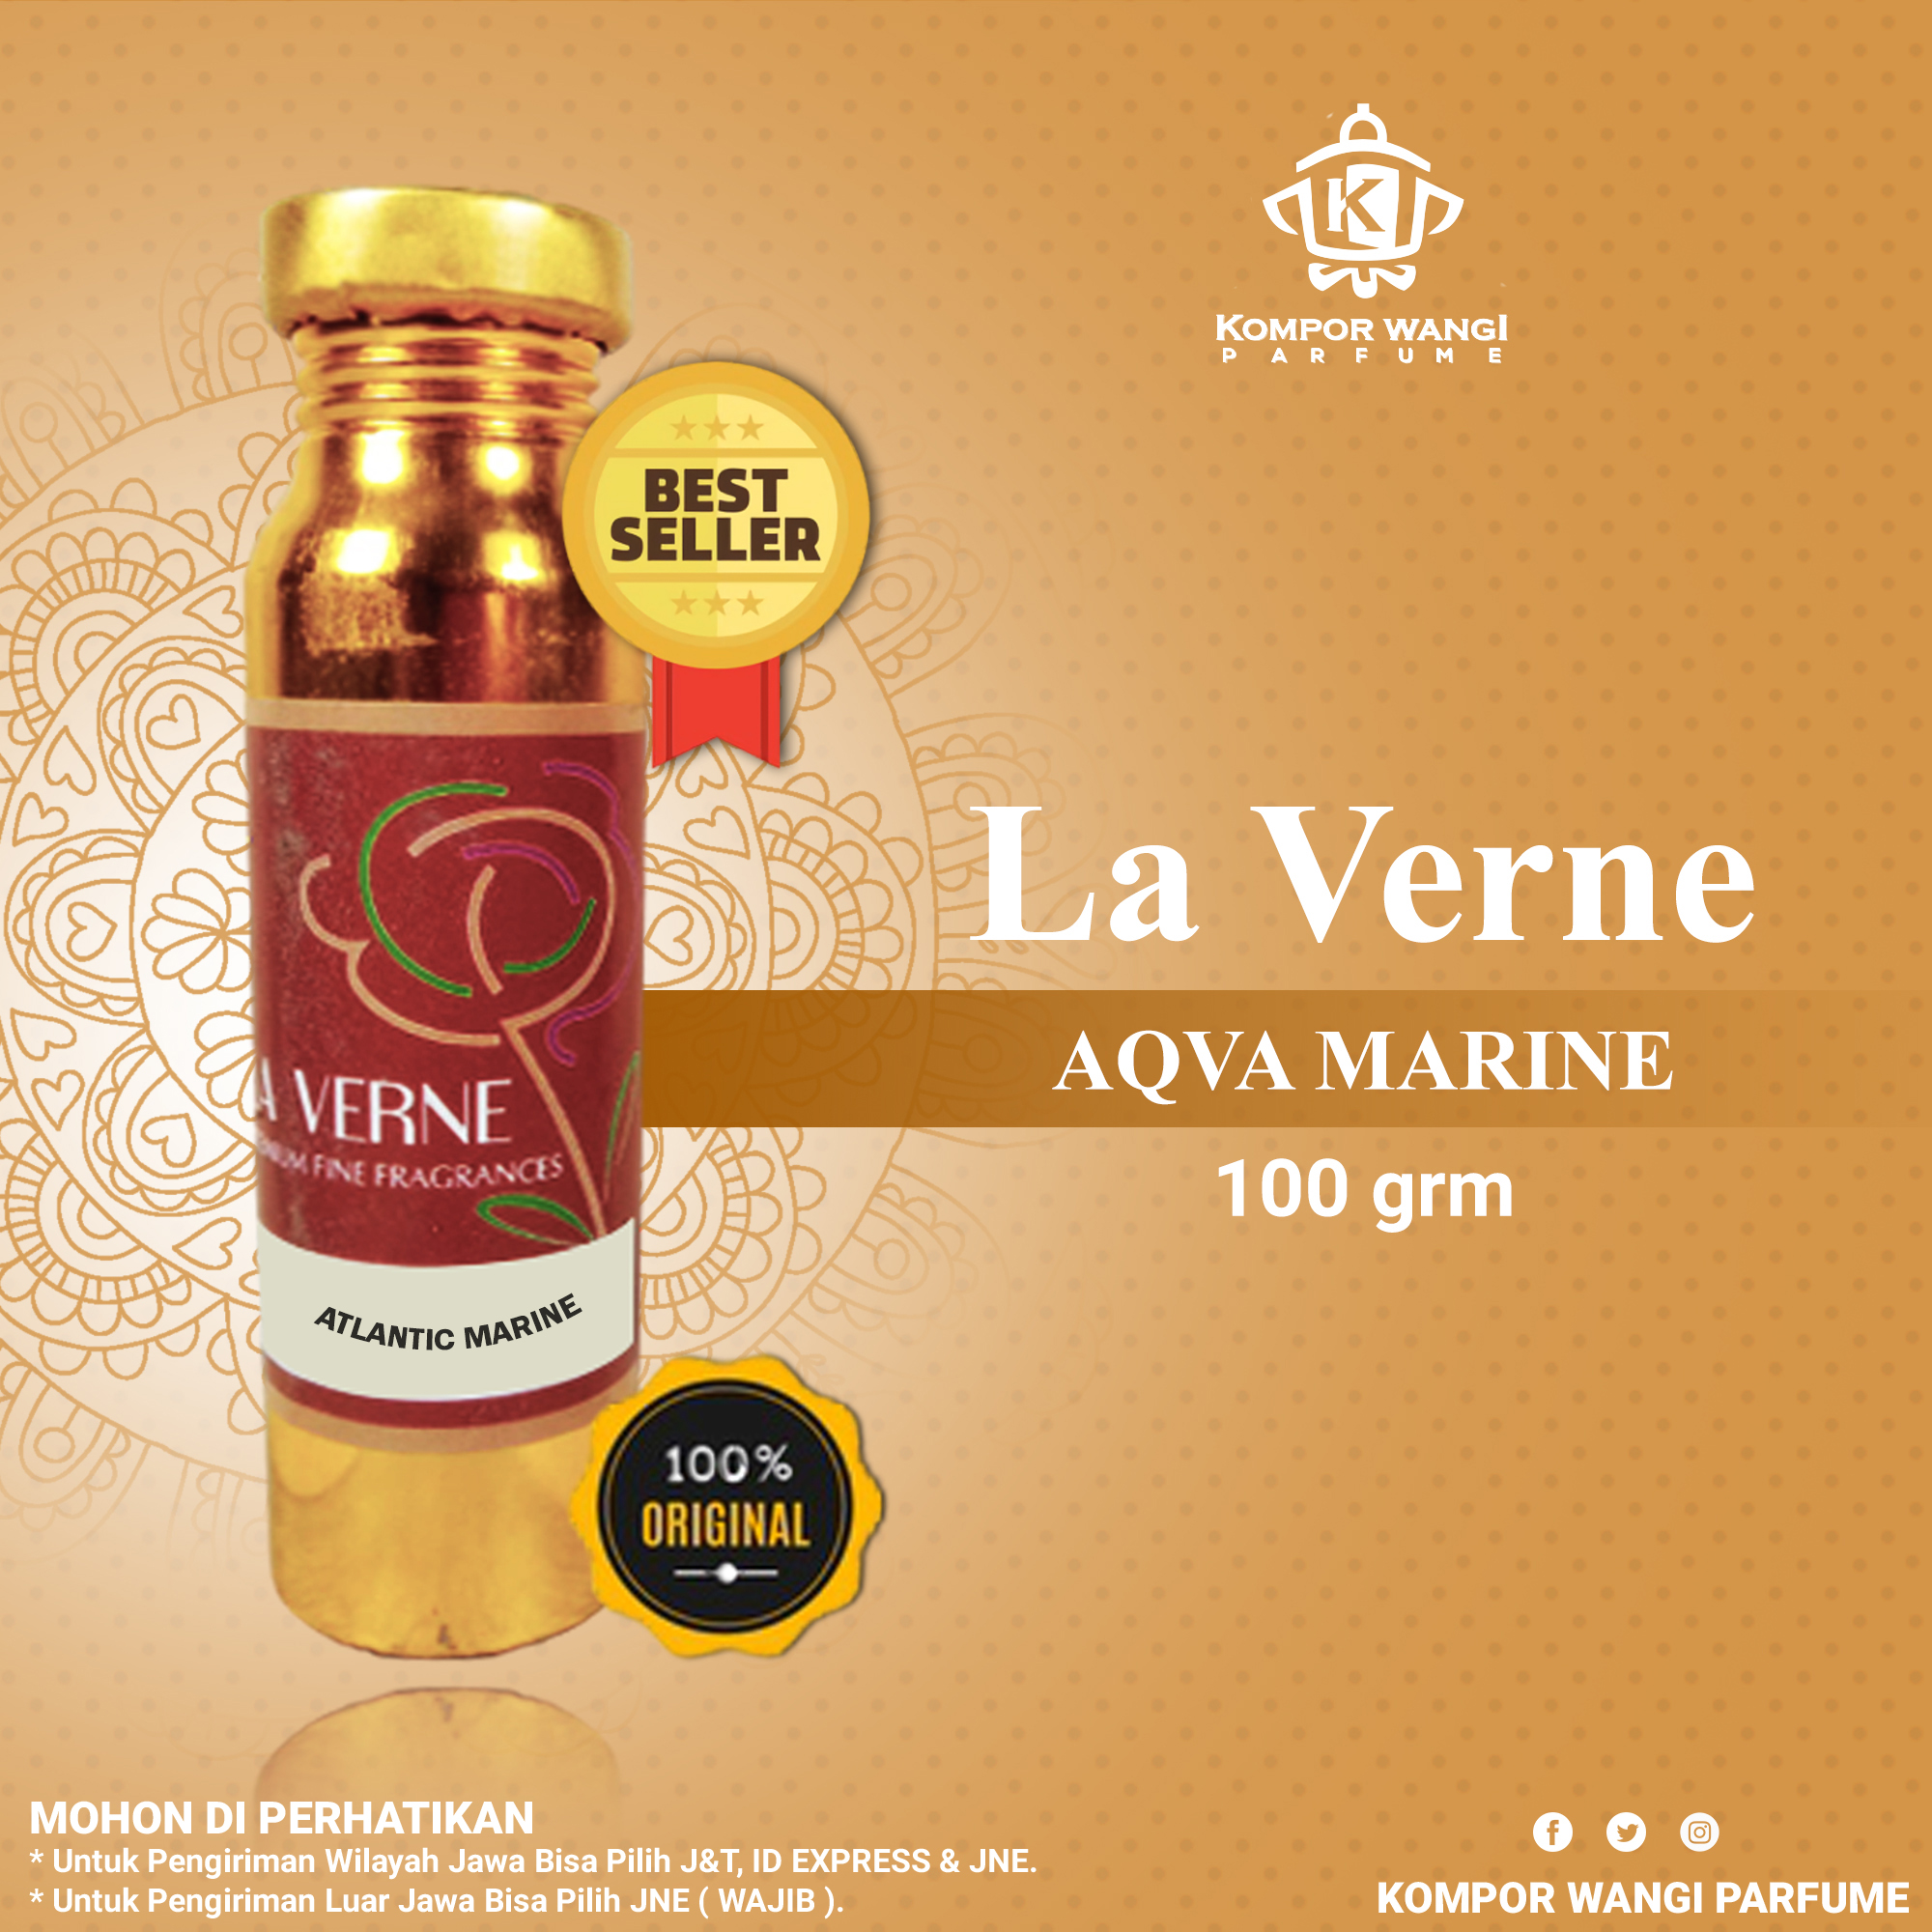 K
KOMPOR WANGI
PARFUME
BEST
SELLER
La Verne
AQVA MARINE
100 grm
A VERNE
FINE FRAGRANCES
ATLANTIC MARINE
100%
ORIGINAL
MOHON DI PERHATIKAN
* Untuk Pengiriman Wilayah Jawa Bisa Pilih J&T, ID EXPRESS & JNE.
* Untuk Pengiriman Luar Jawa Bisa Pilih JNE ( WAJIB ).
KOMPOR WANGI PARFUME